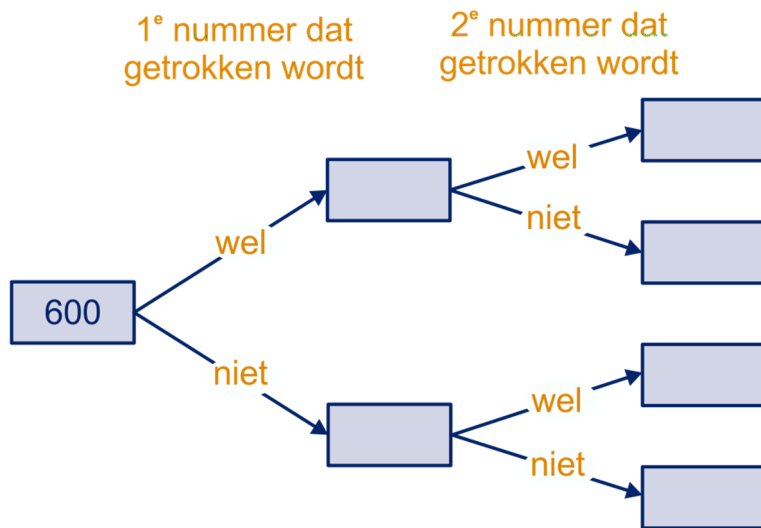 1e nummer dat
getrokken wordt
2e nummer dat
getrokken wordt
wel
niet
600
wel
niet
wel
niet